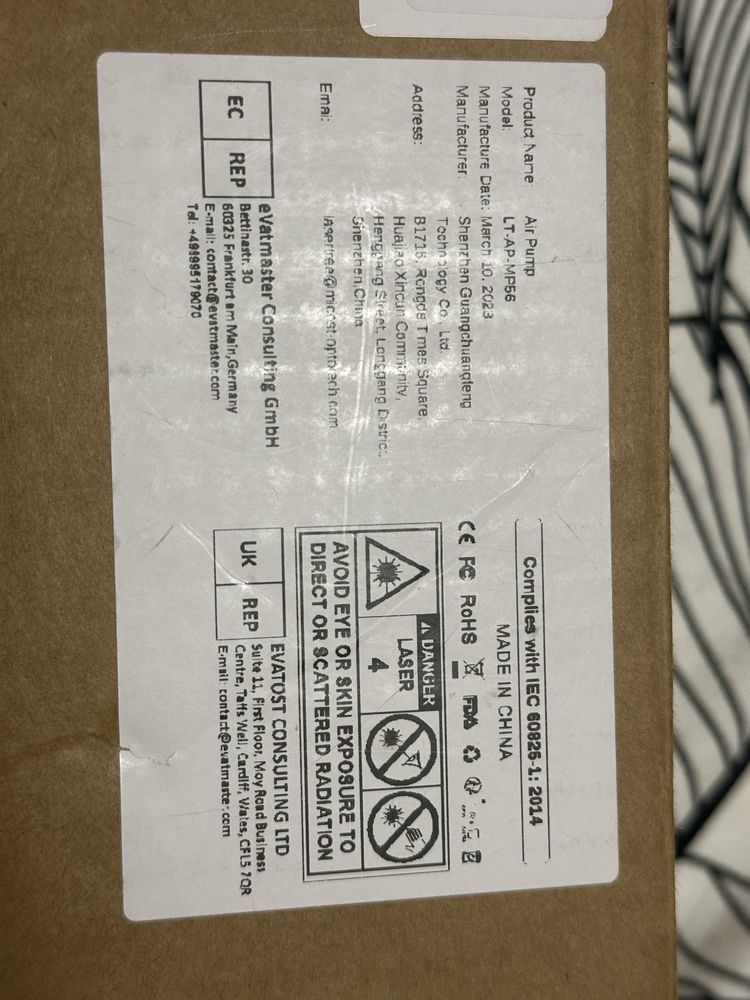 Product Name: Air Pump
Model: LT-AP-MP56
Manufacture Date: March 10, 2023
Manufacturer: Shenzhen Guangchuangteng
Technology Co., Ltd.
Address: B1716, Rongde Times Square,
Huajiao Xincun Community,
Henggang Street, Longgang District,
Shenzhen, China
Email:
EC REP
eVatmaster Consulting GmbH
Bettinastr. 30
60325 Frankfurt am Main, Germany
E-mail: contact@evatmaster.com
Tel: +498995179070
Complies with IEC 60825-1: 2014
MADE IN CHINA
CE FC RoHS FDA
DANGER
LASER
4
AVOID EYE OR SKIN EXPOSURE TO
DIRECT OR SCATTERED RADIATION
UK REP
EVATOST CONSULTING LTD
Suite 11, First Floor, Moy Road Business
Centre, Taffs Well, Cardiff, Wales, CF15 7QR
E-mail: contact@evatmaster.com